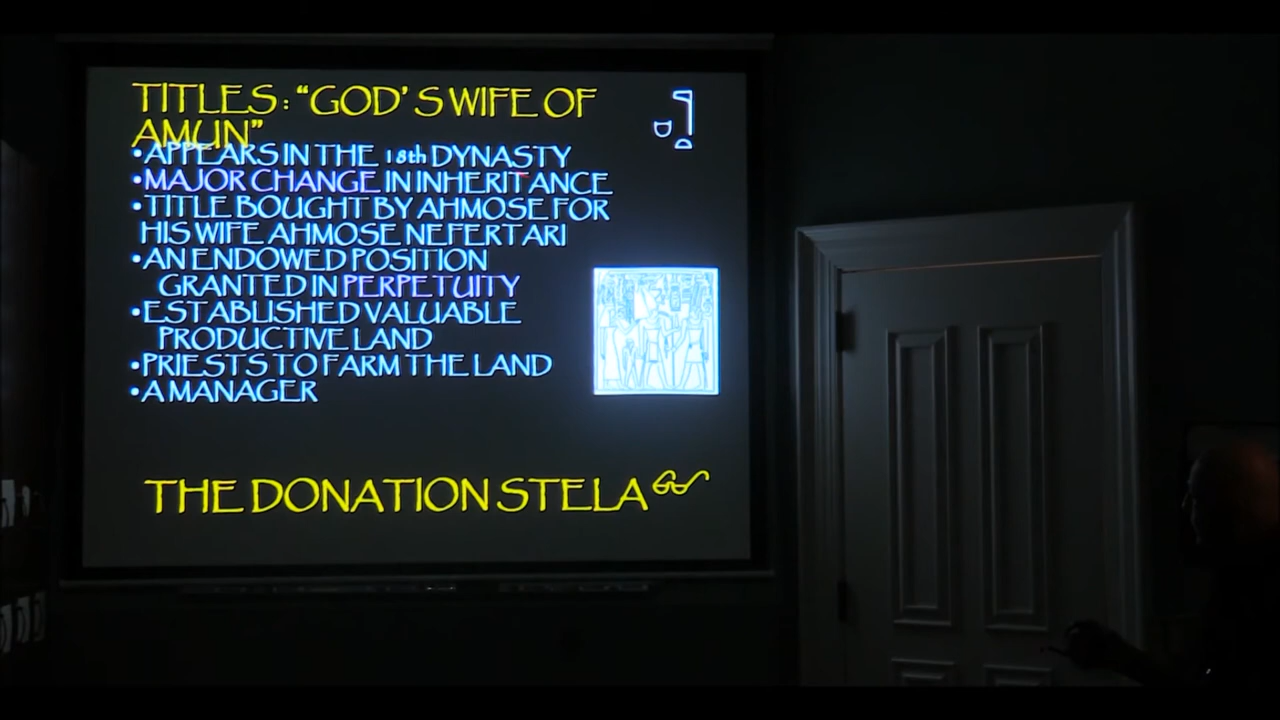 TITLES: “GOD'S WIFE OF
AMUN”
•APPEARS IN THE 18th DYNASTY
•MAJOR CHANGE IN INHERITANCE
•TITLE BOUGHT BY AHMOSE FOR
HIS WIFE AHMOSE NEFERTARI
•AN ENDOWED POSITION
GRANTED IN PERPETUITY
•ESTABLISHED VALUABLE
PRODUCTIVE LAND
•PRIESTS TO FARM THE LAND
•A MANAGER
THE DONATION STELA